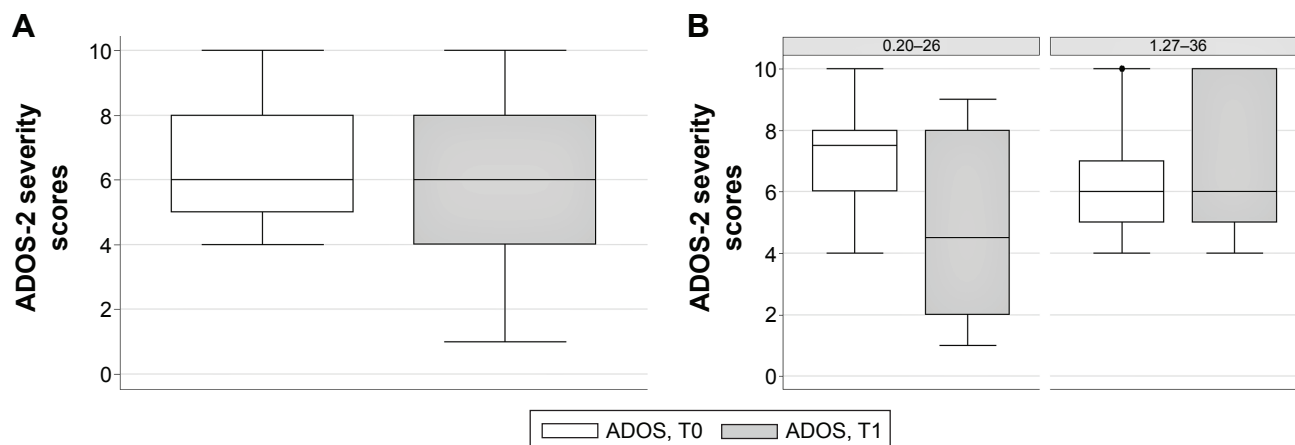 A
ADOS-2 severity
scores
10
8
6
4
2
0
B
ADOS-2 severity
scores
0.20–26
1.27–36
10
8
6
4
2
0
ADOS, T0
ADOS, T1